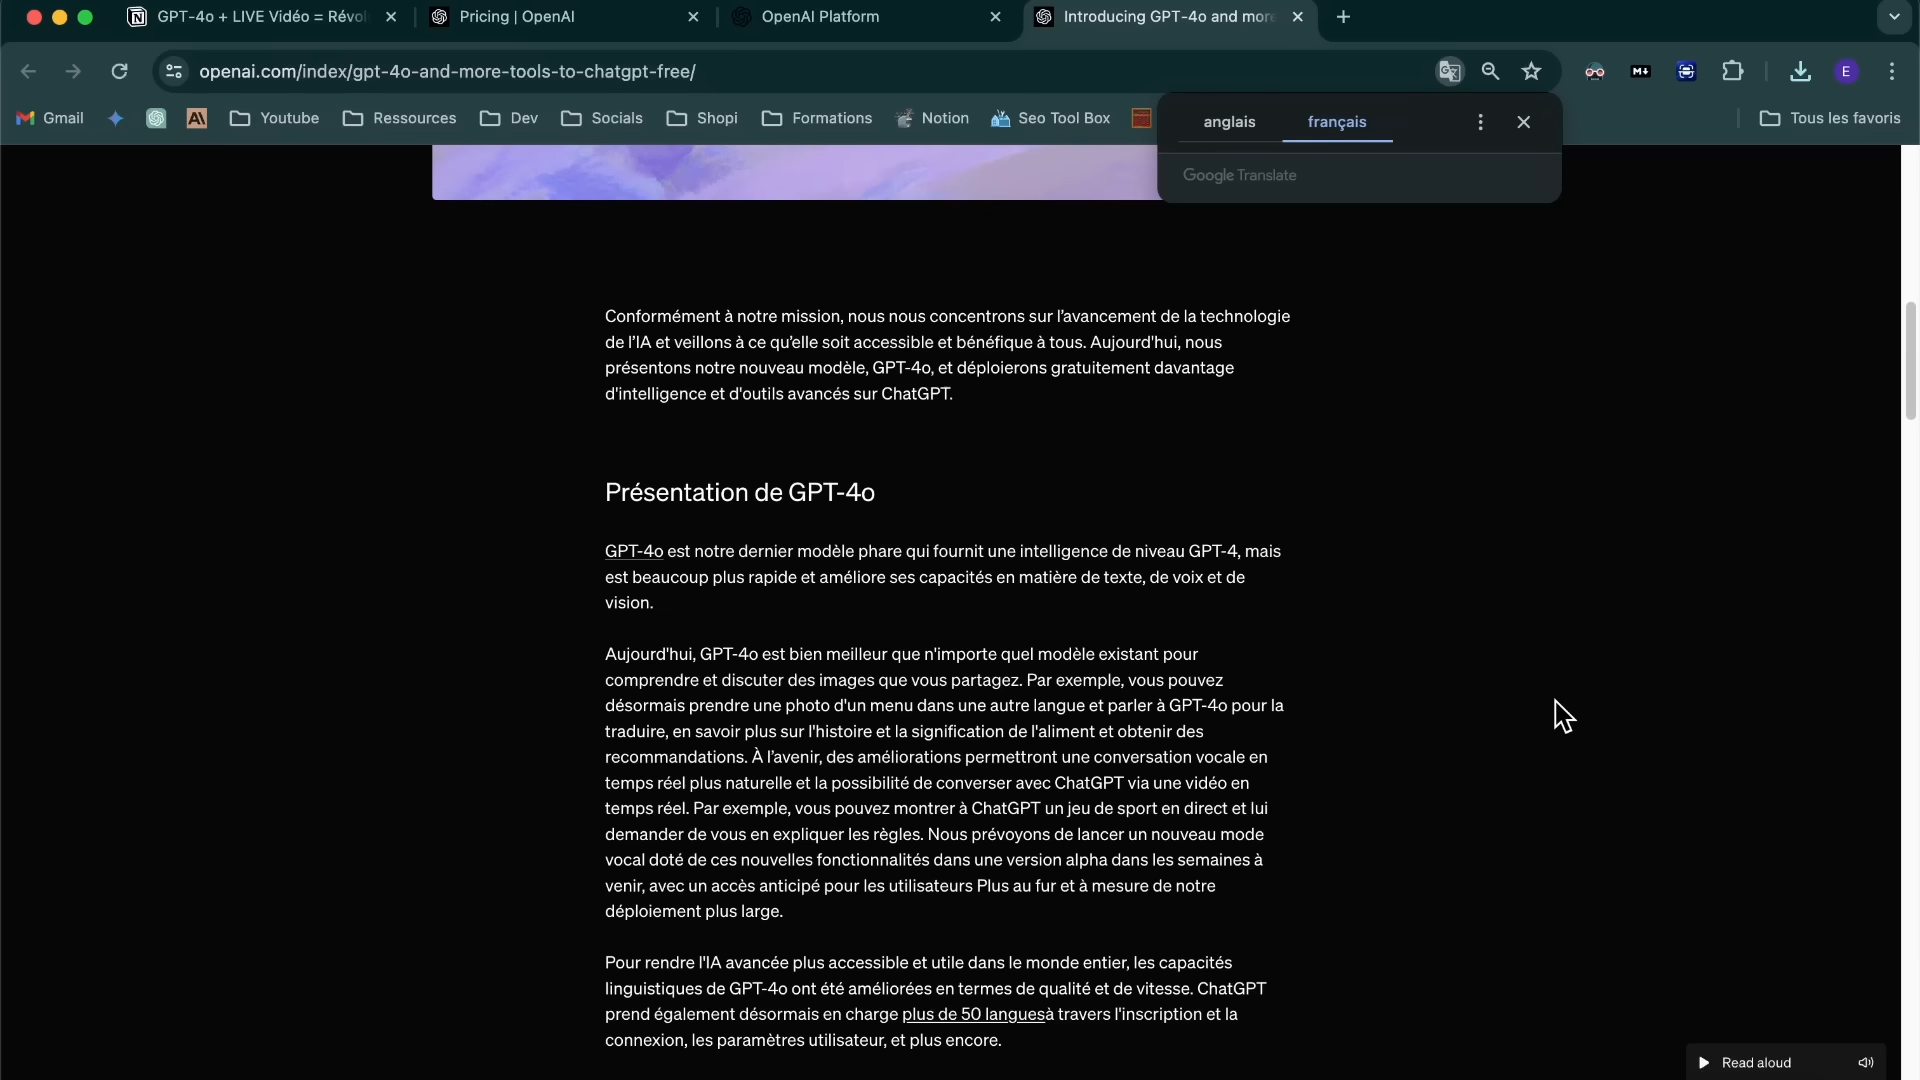 GPT-4o + LIVE Vidéo = Révol
Pricing | OpenAI
OpenAI Platform
Introducing GPT-4o and more
openai.com/index/gpt-4o-and-more-tools-to-chatgpt-free/
E
Gmail
Youtube
Ressources
Dev
Socials
Shopi
Formations
Notion
Seo Tool Box
Tous les favoris
anglais
français
Google Translate
Conformément à notre mission, nous nous concentrons sur l’avancement de la technologie
de l’IA et veillons à ce qu’elle soit accessible et bénéfique à tous. Aujourd'hui, nous
présentons notre nouveau modèle, GPT-4o, et déploierons gratuitement davantage
d'intelligence et d'outils avancés sur ChatGPT.
Présentation de GPT-4o
GPT-4o est notre dernier modèle phare qui fournit une intelligence de niveau GPT-4, mais
est beaucoup plus rapide et améliore ses capacités en matière de texte, de voix et de
vision.
Aujourd'hui, GPT-4o est bien meilleur que n'importe quel modèle existant pour
comprendre et discuter des images que vous partagez. Par exemple, vous pouvez
désormais prendre une photo d'un menu dans une autre langue et parler à GPT-4o pour la
traduire, en savoir plus sur l'histoire et la signification de l'aliment et obtenir des
recommandations. À l’avenir, des améliorations permettront une conversation vocale en
temps réel plus naturelle et la possibilité de converser avec ChatGPT via une vidéo en
temps réel. Par exemple, vous pouvez montrer à ChatGPT un jeu de sport en direct et lui
demander de vous en expliquer les règles. Nous prévoyons de lancer un nouveau mode
vocal doté de ces nouvelles fonctionnalités dans une version alpha dans les semaines à
venir, avec un accès anticipé pour les utilisateurs Plus au fur et à mesure de notre
déploiement plus large.
Pour rendre l'IA avancée plus accessible et utile dans le monde entier, les capacités
linguistiques de GPT-4o ont été améliorées en termes de qualité et de vitesse. ChatGPT
prend également désormais en charge plus de 50 languesà travers l'inscription et la
connexion, les paramètres utilisateur, et plus encore.
Read aloud